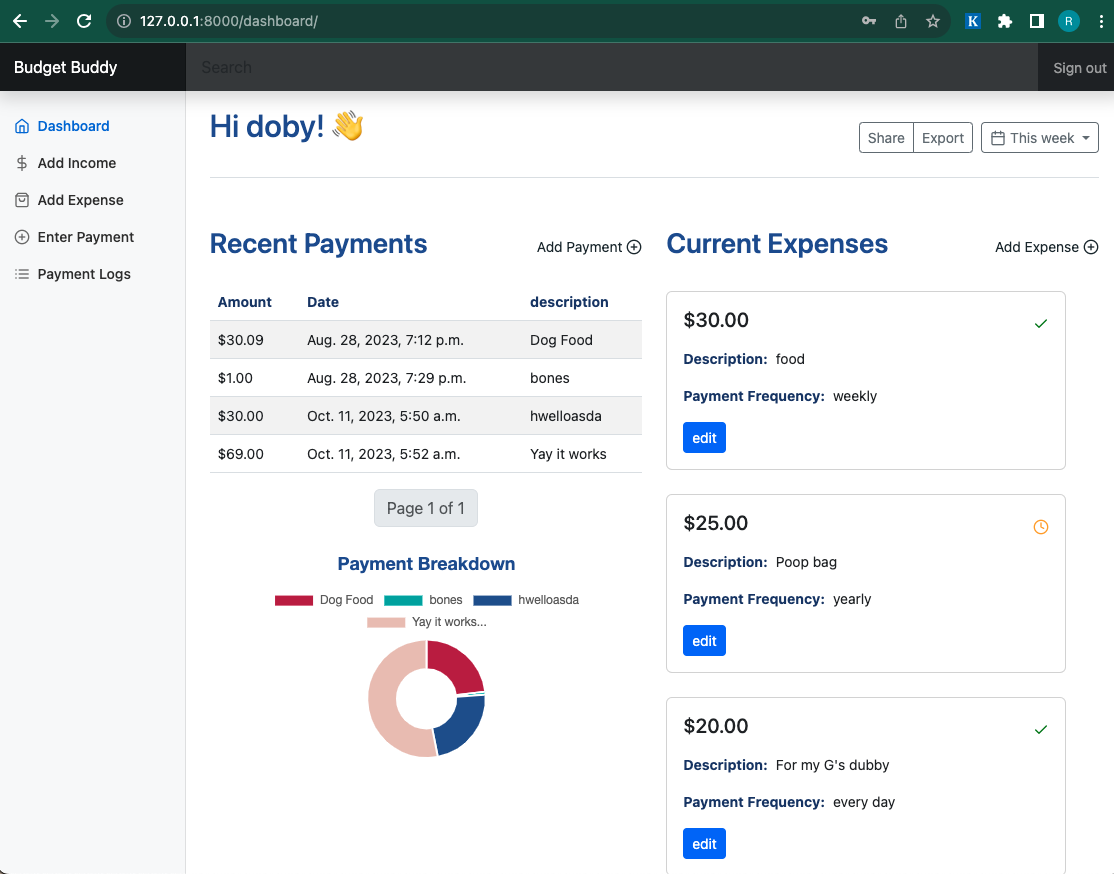 127.0.0.1:8000/dashboard/
K
R
Budget Buddy
Search
Sign out
Dashboard
Add Income
Add Expense
Enter Payment
Payment Logs
Hi doby! 👋
Share
Export
This week
Recent Payments
Add Payment
Amount Date description
$30.09 Aug. 28, 2023, 7:12 p.m. Dog Food
$1.00 Aug. 28, 2023, 7:29 p.m. bones
$30.00 Oct. 11, 2023, 5:50 a.m. hwelloasda
$69.00 Oct. 11, 2023, 5:52 a.m. Yay it works
Page 1 of 1
Payment Breakdown
Dog Food bones hwelloasda
Yay it works...
Current Expenses
Add Expense
$30.00
Description: food
Payment Frequency: weekly
edit
$25.00
Description: Poop bag
Payment Frequency: yearly
edit
$20.00
Description: For my G's dubby
Payment Frequency: every day
edit